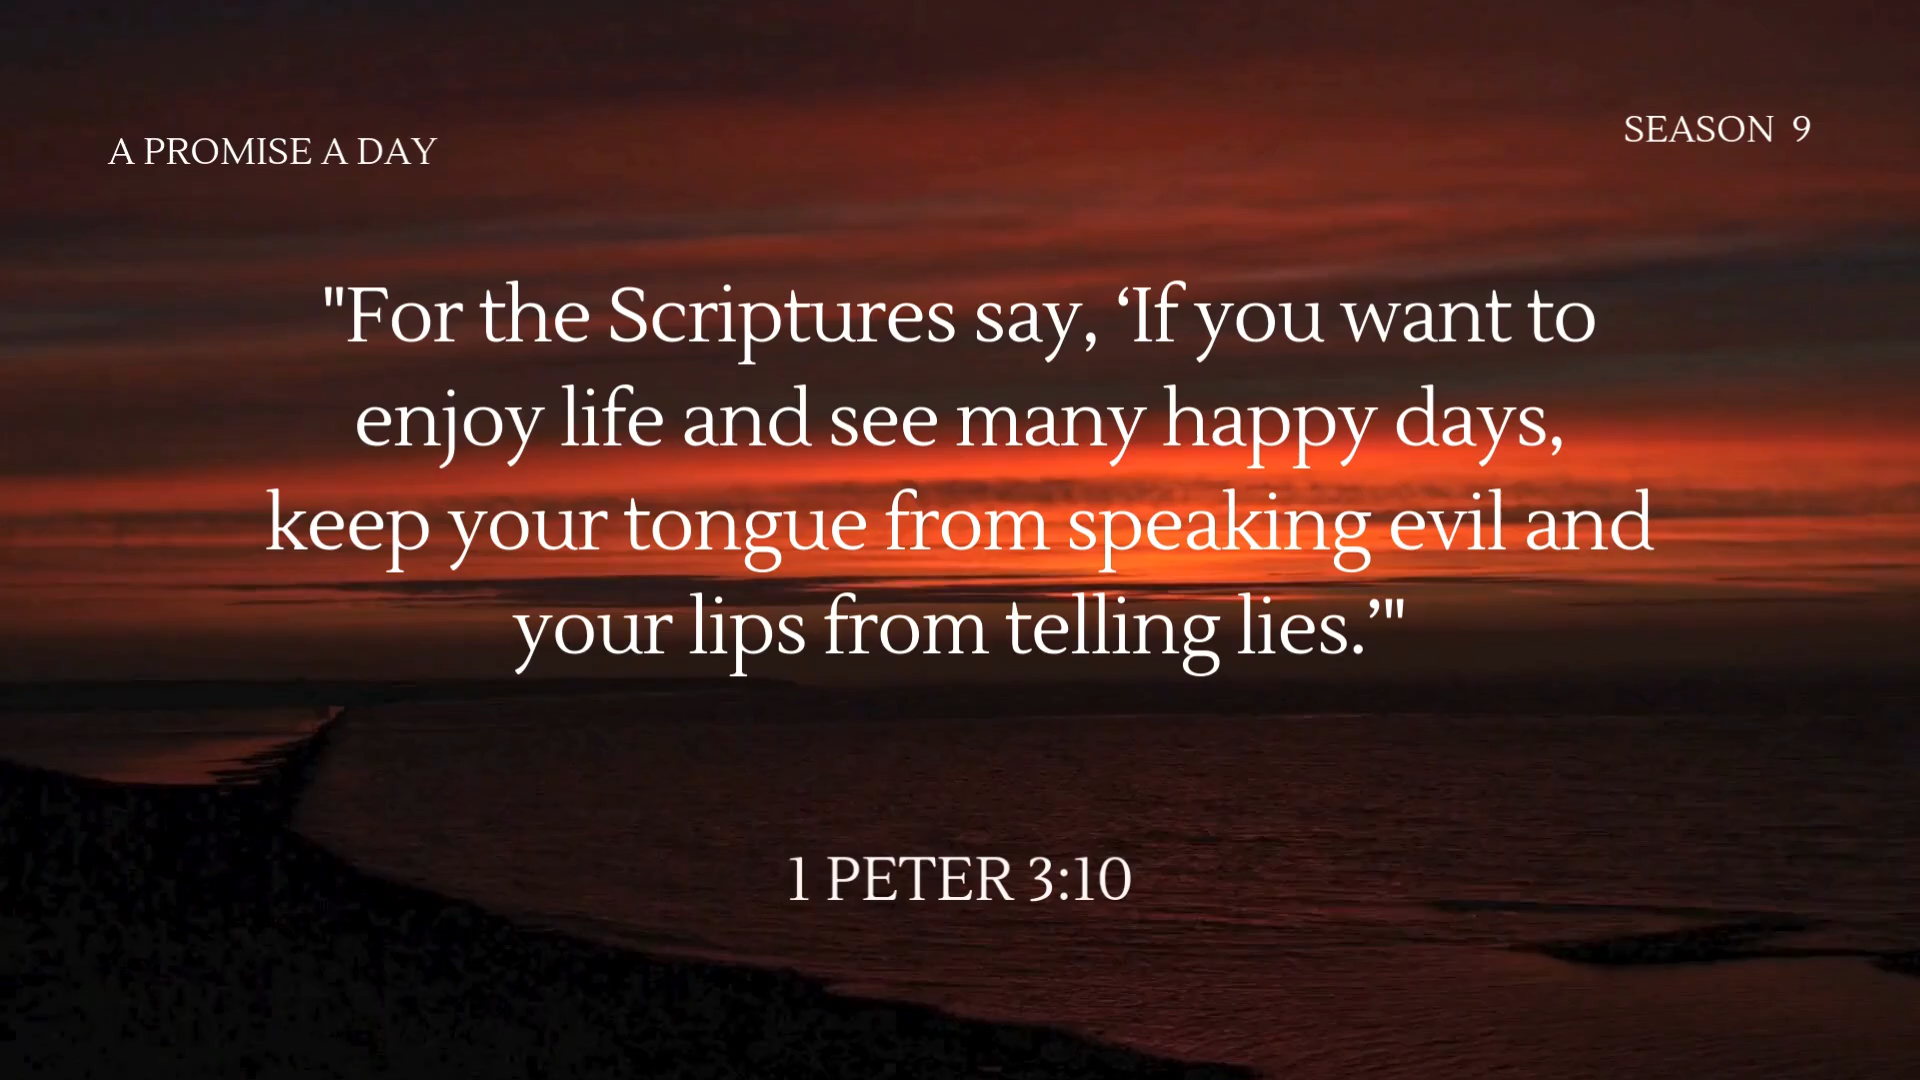 A PROMISE A DAY
SEASON 9
"For the Scriptures say, ‘If you want to
enjoy life and see many happy days,
keep your tongue from speaking evil and
your lips from telling lies.’"
1 PETER 3:10